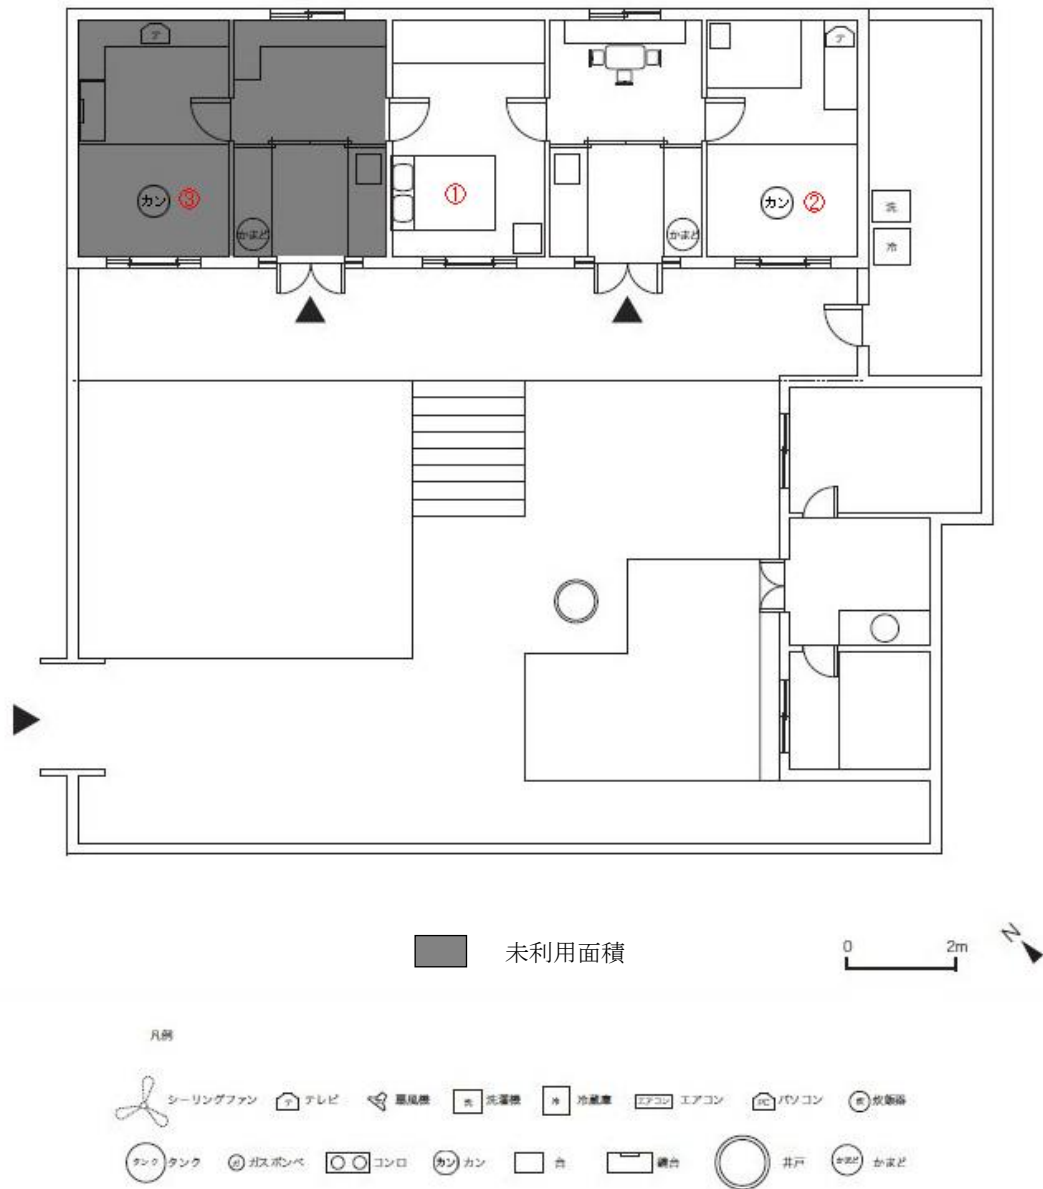 テ
テ
カン ③
①
カン ②
かまど
かまど
洗
冷
未利用面積
0 2m
N
凡例
シーリングファン テ テレビ 扇風機 洗 洗濯機 冷 冷蔵庫 エアコン エアコン PC パソコン 炊 炊飯器
タンク タンク ガ ガスボンベ コンロ カン カン 台 鏡台 井戸 かまど かまど